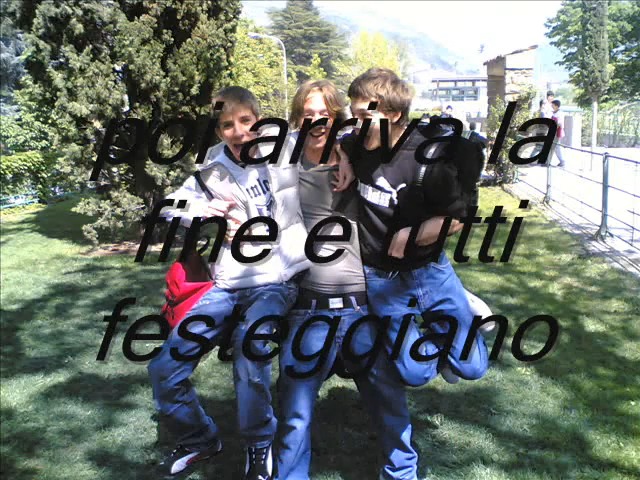 poi arriva la
fine e tutti
festeggiano